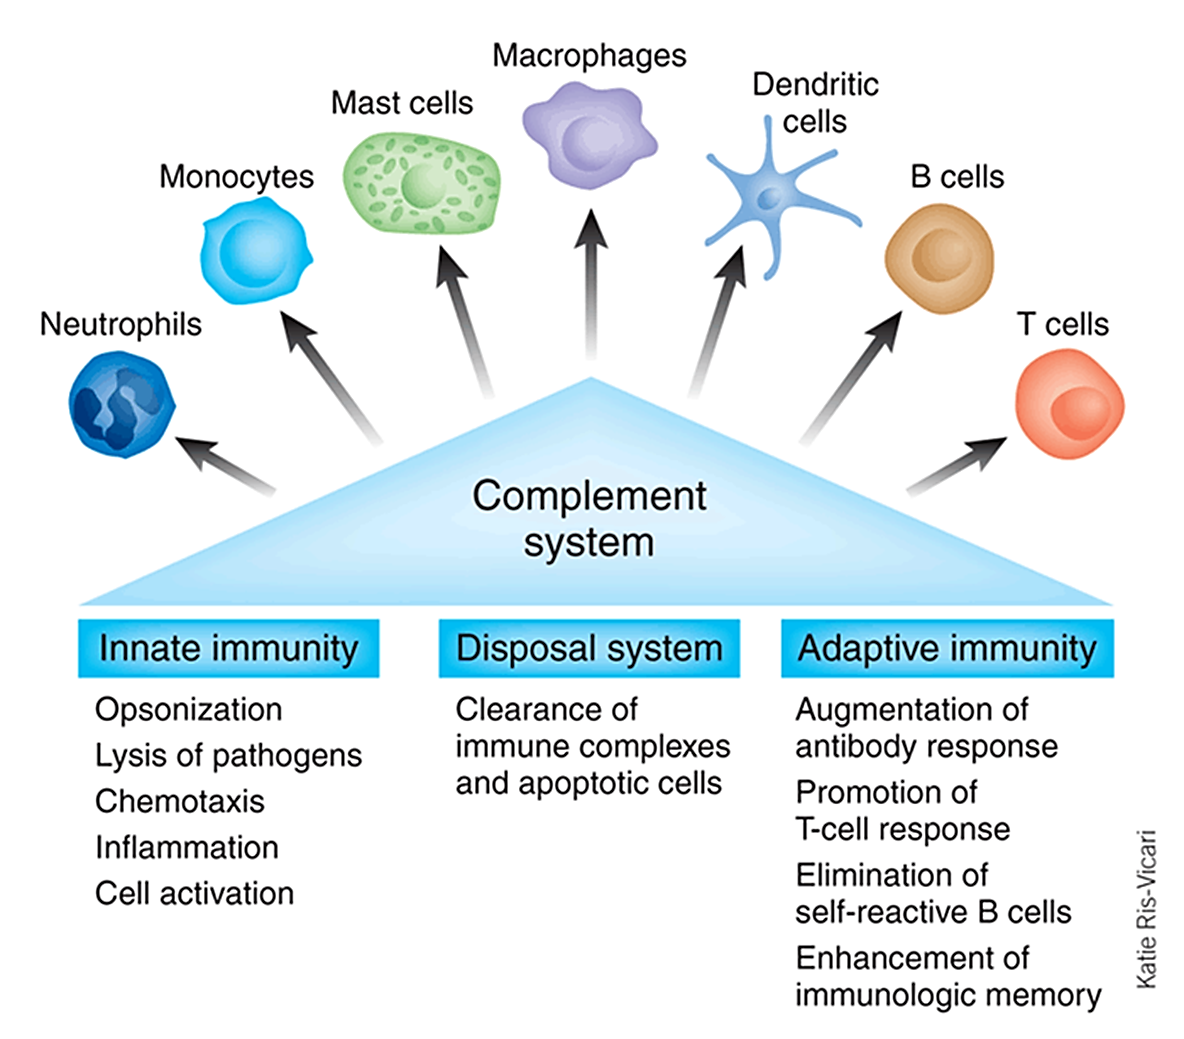 Macrophages
Dendritic
cells
Mast cells
Monocytes
B cells
Neutrophils
T cells
Complement
system
Innate immunity
Opsonization
Lysis of pathogens
Chemotaxis
Inflammation
Cell activation
Disposal system
Clearance of
immune complexes
and apoptotic cells
Adaptive immunity
Augmentation of
antibody response
Promotion of
T-cell response
Elimination of
self-reactive B cells
Enhancement of
immunologic memory
Katie Ris-Vicari